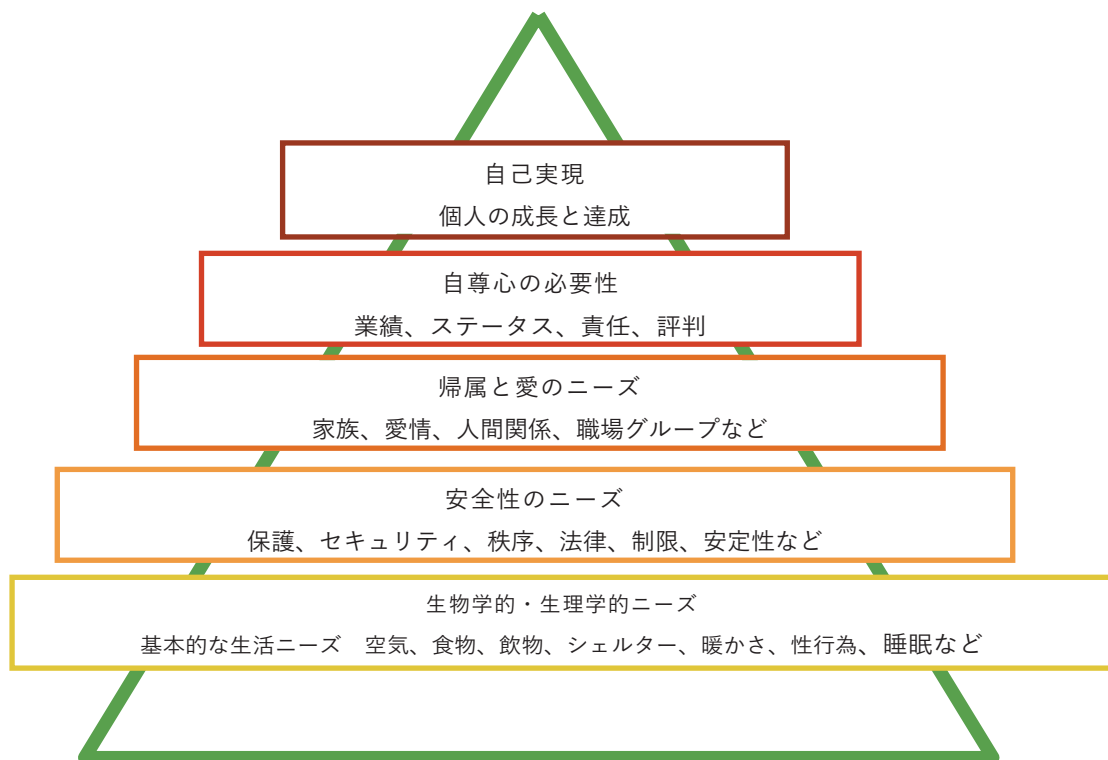 自己実現
個人の成長と達成
自尊心の必要性
業績、ステータス、責任、評判
帰属と愛のニーズ
家族、愛情、人間関係、職場グループなど
安全性のニーズ
保護、セキュリティ、秩序、法律、制限、安定性など
生物学的・生理学的ニーズ
基本的な生活ニーズ　空気、食物、飲物、シェルター、暖かさ、性行為、睡眠など